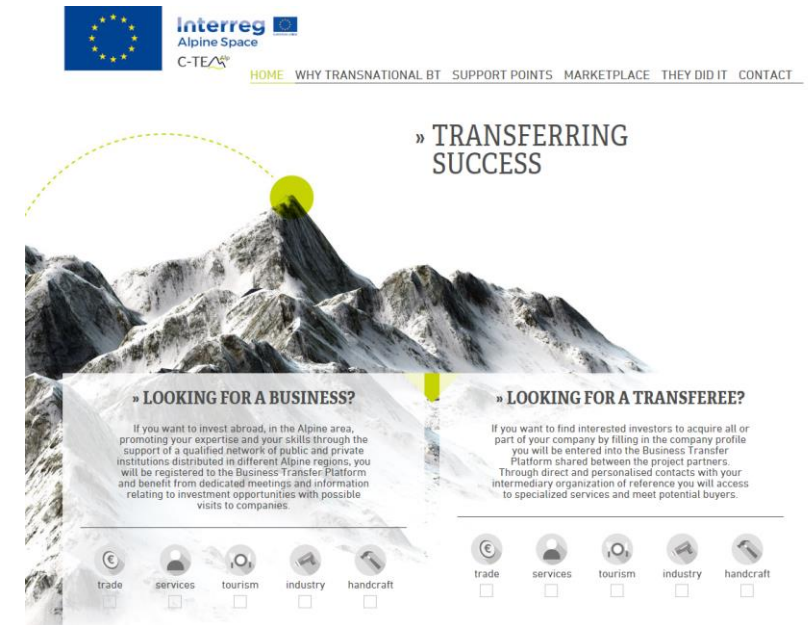 Interreg
Alpine Space
C-TEMAlp
HOME WHY TRANSNATIONAL BT SUPPORT POINTS MARKETPLACE THEY DID IT CONTACT
» TRANSFERRING
SUCCESS
» LOOKING FOR A BUSINESS?
If you want to invest abroad, in the Alpine area,
promoting your expertise and your skills through the
support of a qualified network of public and private
institutions distributed in different Alpine regions, you
will be registered to the Business Transfer Platform
and benefit from dedicated meetings and information
relating to investment opportunities with possible
visits to companies.
trade services tourism industry handcraft
» LOOKING FOR A TRANSFEREE?
If you want to find interested investors to acquire all or
part of your company by filling in the company profile
you will be entered into the Business Transfer
Platform shared between the project partners.
Through direct and personalised contacts with your
intermediary organization of reference you will access
to specialized services and meet potential buyers.
trade services tourism industry handcraft